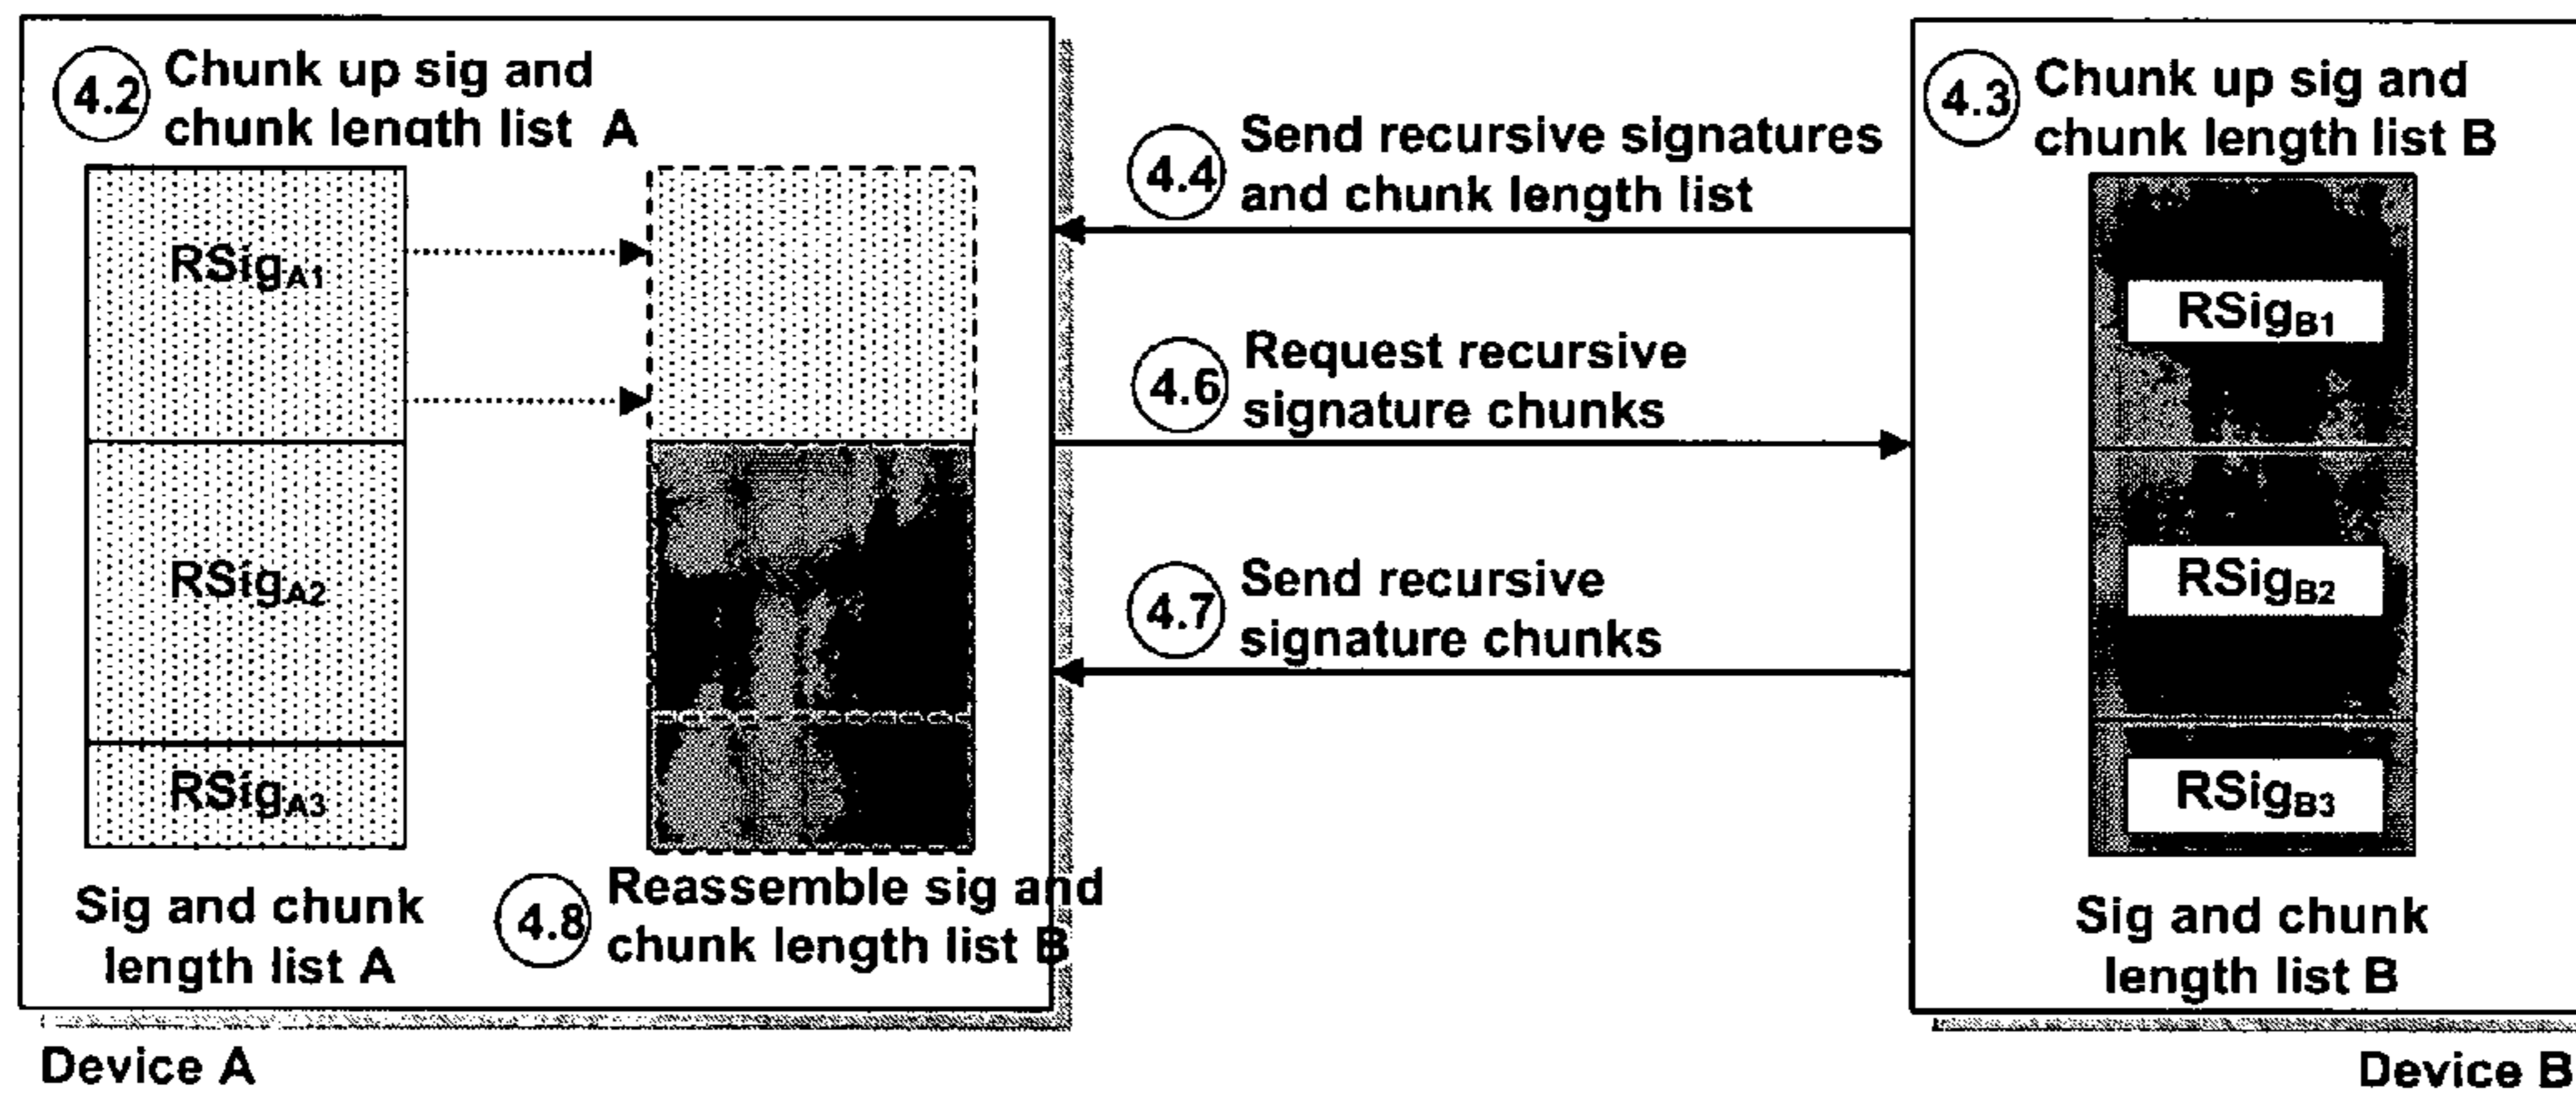 4.2 Chunk up sig and
chunk length list A
RSigA1
RSigA2
RSigA3
Sig and chunk
length list A
4.8 Reassemble sig and
chunk length list B
Device A
4.4 Send recursive signatures
and chunk length list
4.6 Request recursive
signature chunks
4.7 Send recursive
signature chunks
4.3 Chunk up sig and
chunk length list B
RSigB1
RSigB2
RSigB3
Sig and chunk
length list B
Device B